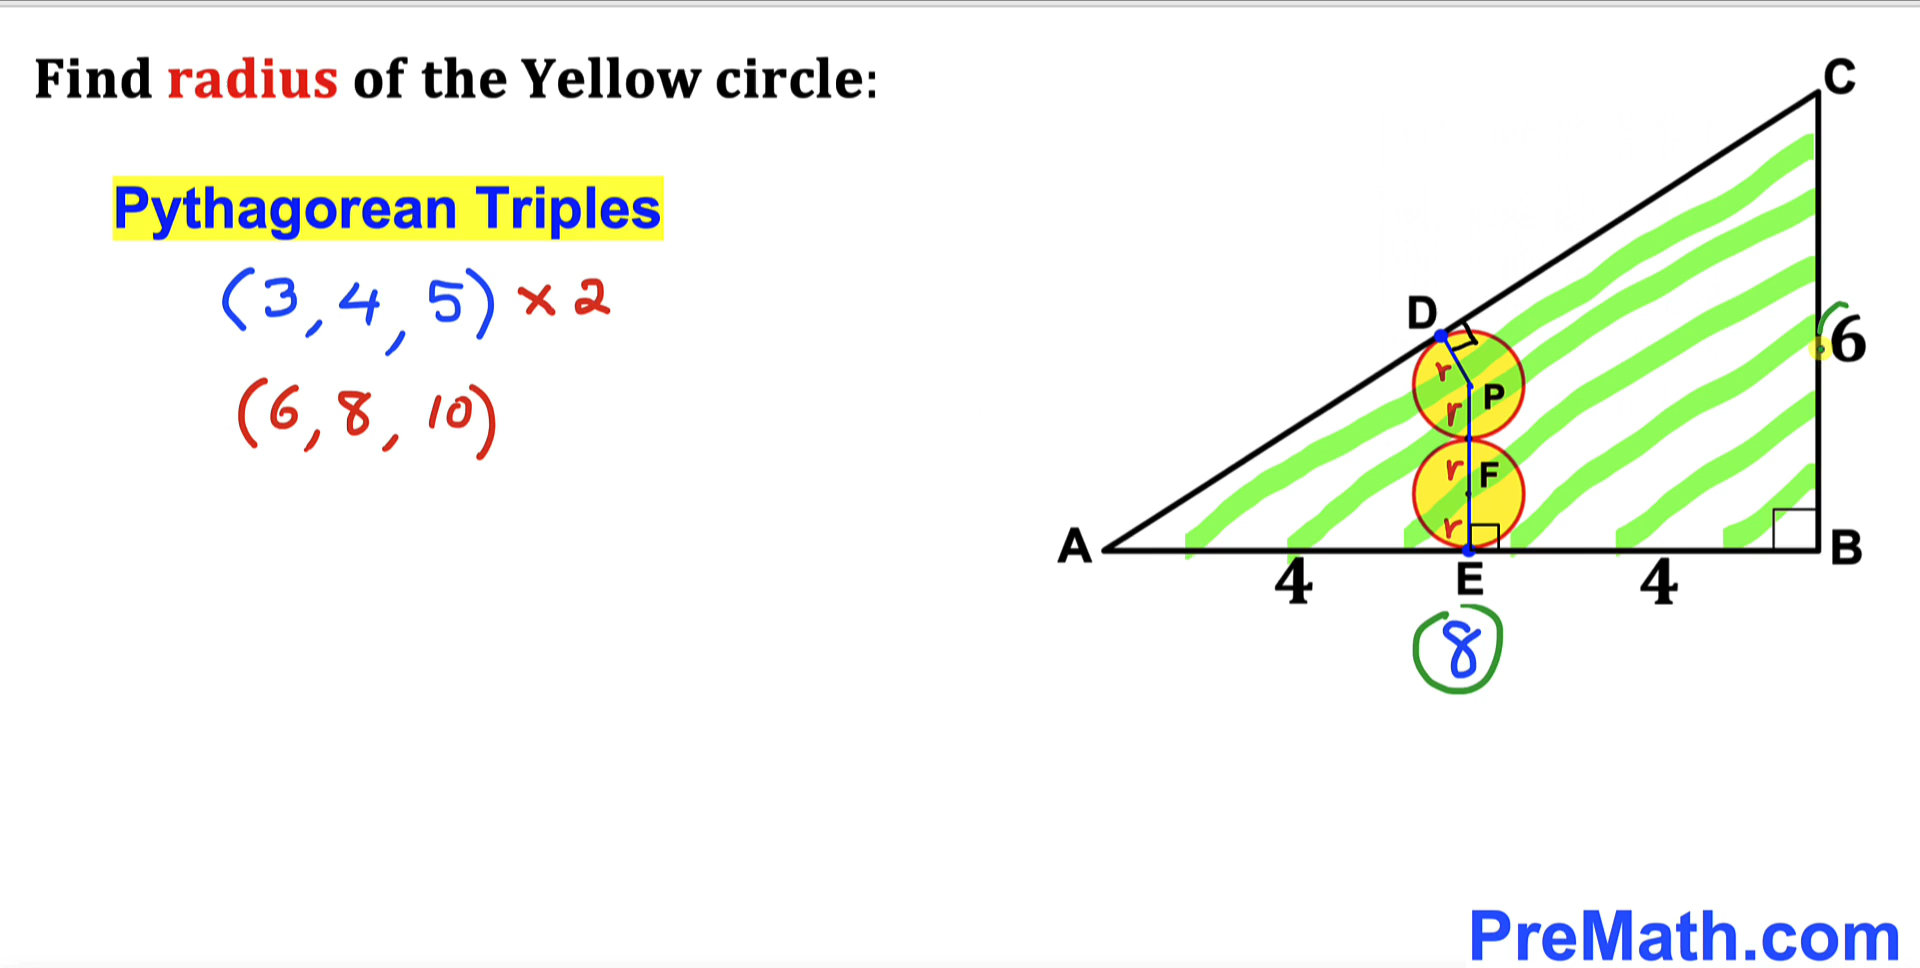 Find radius of the Yellow circle:
Pythagorean Triples
(3, 4, 5) × 2
(6, 8, 10)
C
D
6
r
r P
r F
r
A
B
4 E 4
8
PreMath.com